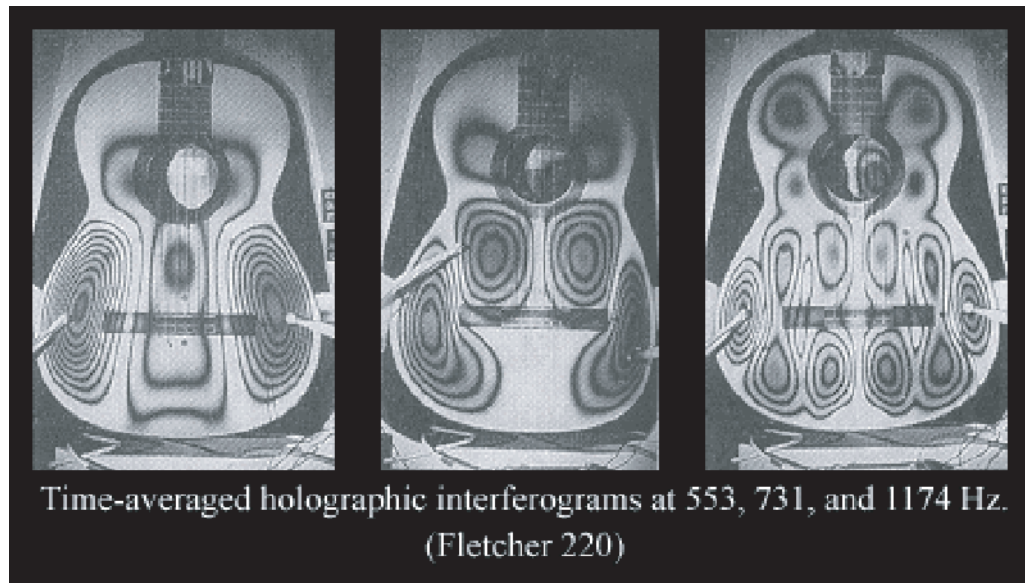 Time-averaged holographic interferograms at 553, 731, and 1174 Hz.
(Fletcher 220)